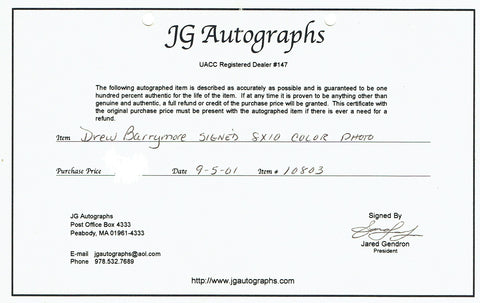 JG Autographs
UACC Registered Dealer #147
The following autographed item is described as accurately as possible and is guaranteed to be one
hundred percent authentic for the life of the item. If at any time it is proven to be anything other than
genuine and authentic, a full refund or credit of the purchase price will be granted. This certificate with
the original purchase price must be presented with the autographed item if there is ever a need for a
refund.
Item Drew Barrymore SIGNED 8X10 COLOR PHOTO
Purchase Price Date 9-5-01 Item # 10803
JG Autographs
Post Office Box 4333
Peabody, MA 01961-4333
E-mail jgautographs@aol.com
Phone 978.532.7689
Signed By
Jared Gendron
President
http://www.jgautographs.com